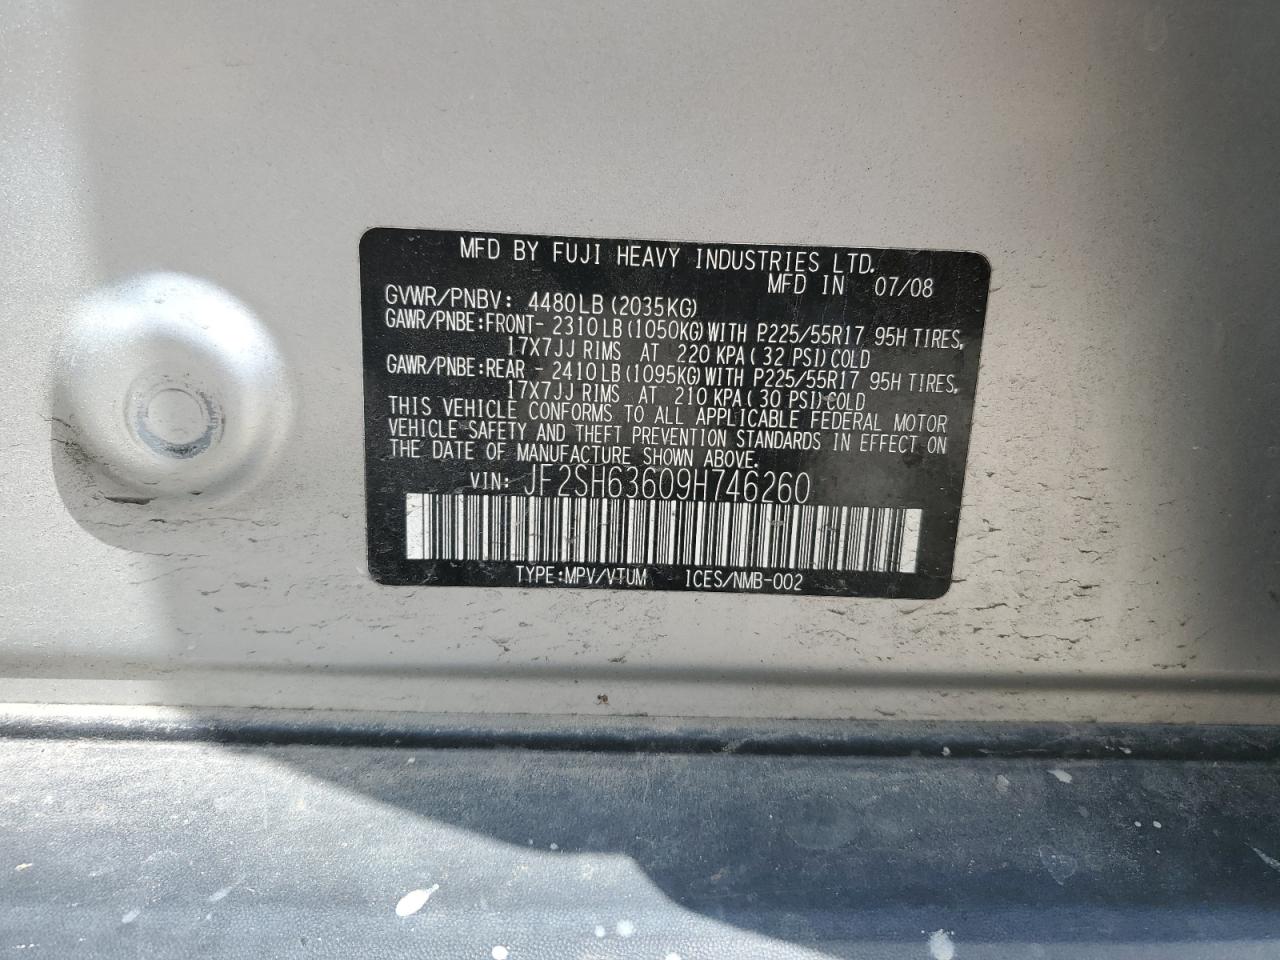 MFD BY FUJI HEAVY INDUSTRIES LTD.
MFD IN 07/08
GVWR/PNBV: 4480LB (2035KG)
GAWR/PNBE:FRONT- 2310LB (1050KG) WITH P225/55R17 95H TIRES,
17X7JJ RIMS AT 220 KPA (32 PSI) COLD
GAWR/PNBE:REAR - 2410LB (1095KG) WITH P225/55R17 95H TIRES,
17X7JJ RIMS AT 210 KPA (30 PSI) COLD
THIS VEHICLE CONFORMS TO ALL APPLICABLE FEDERAL MOTOR
VEHICLE SAFETY AND THEFT PREVENTION STANDARDS IN EFFECT ON
THE DATE OF MANUFACTURE SHOWN ABOVE.
VIN: JF2SH63609H746260
TYPE:MPV/VTUM ICES/NMB-002